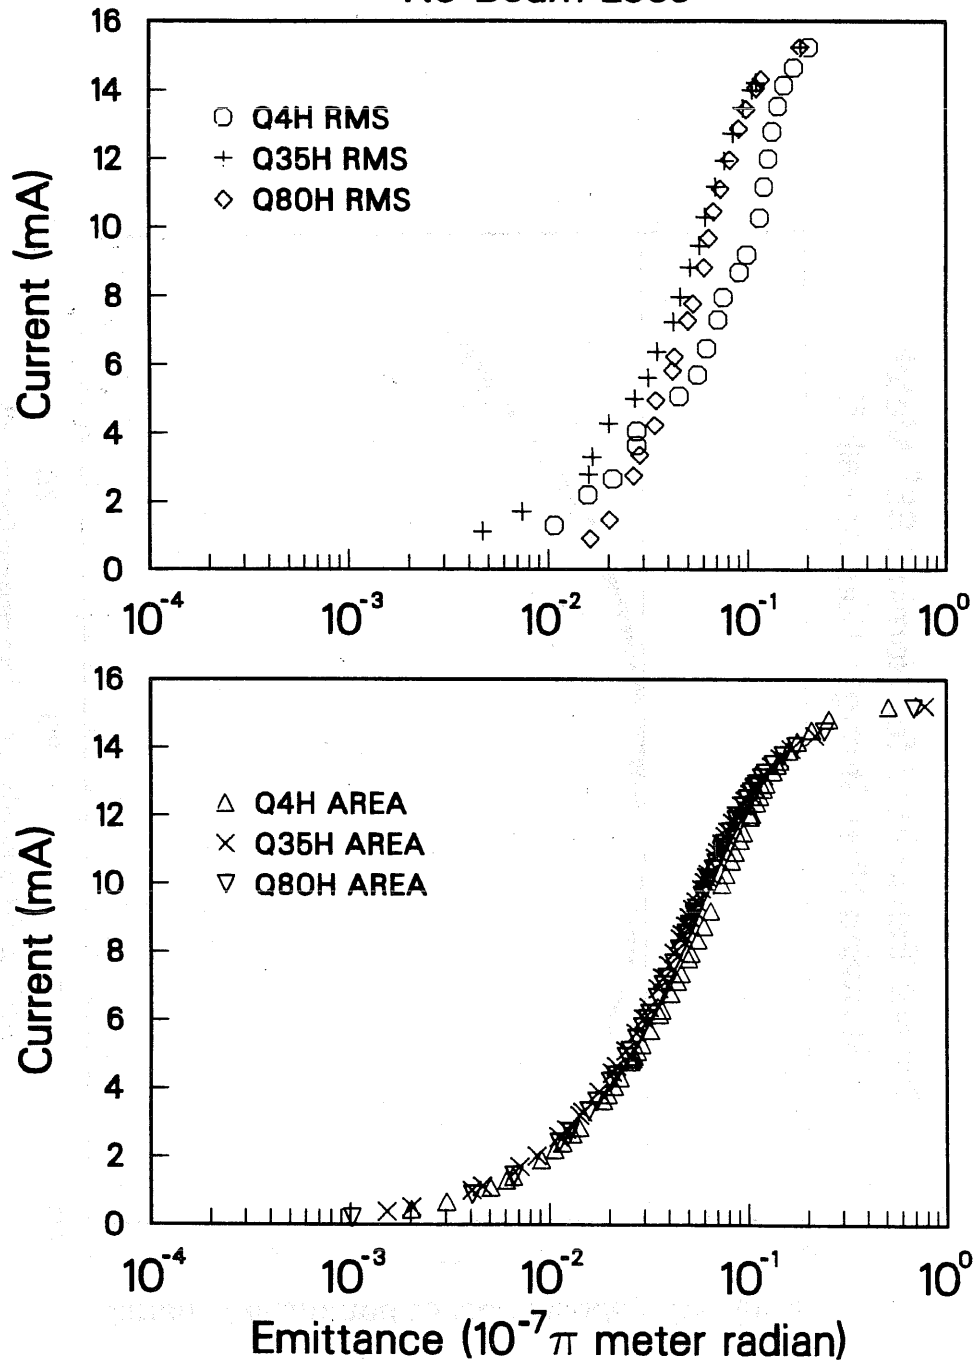 No Beam Loss
16
14
12
10
8
6
4
2
0
Current (mA)
Q4H RMS
Q35H RMS
Q80H RMS
10⁻⁴ 10⁻³ 10⁻² 10⁻¹ 10⁰
16
14
12
10
8
6
4
2
0
Current (mA)
Q4H AREA
Q35H AREA
Q80H AREA
10⁻⁴ 10⁻³ 10⁻² 10⁻¹ 10⁰
Emittance (10⁻⁷π meter radian)